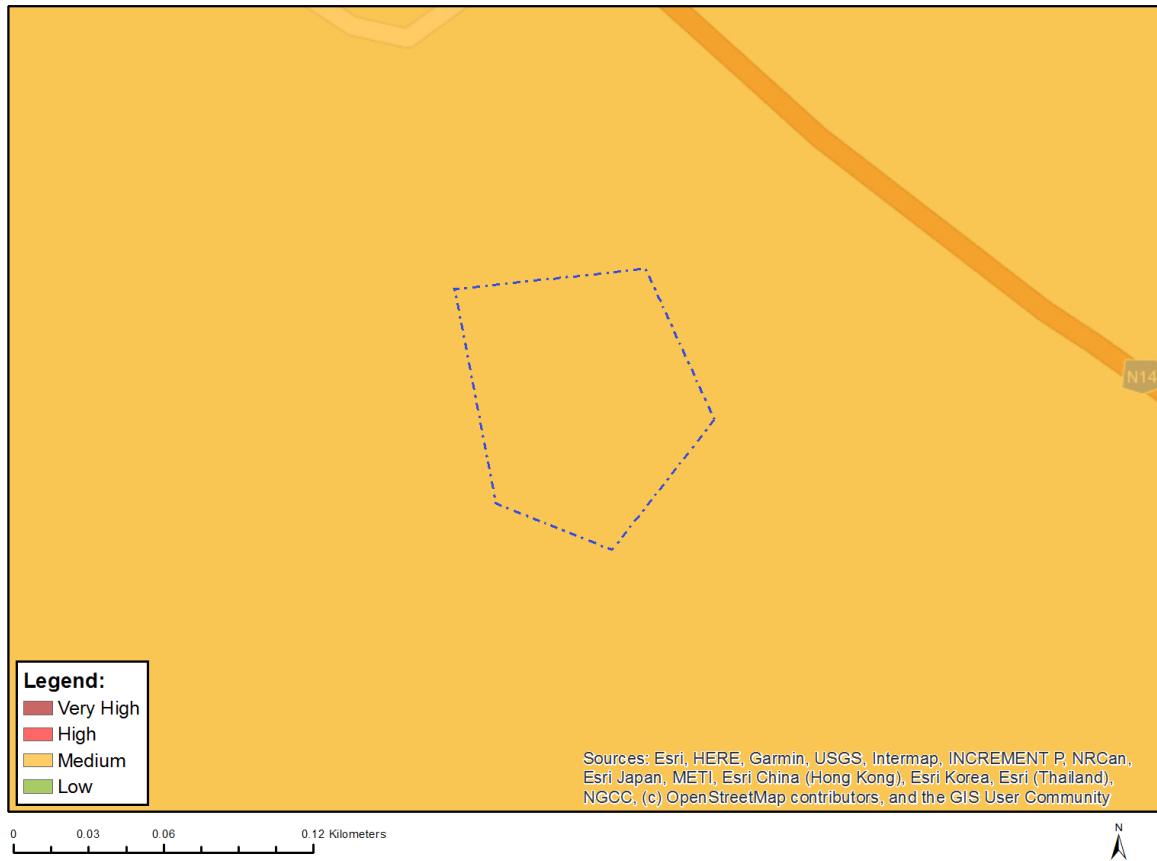 N14
Legend:
Very High
High
Medium
Low
Sources: Esri, HERE, Garmin, USGS, Intermap, INCREMENT P, NRCan,
Esri Japan, METI, Esri China (Hong Kong), Esri Korea, Esri (Thailand),
NGCC, (c) OpenStreetMap contributors, and the GIS User Community
0 0.03 0.06 0.12 Kilometers
N